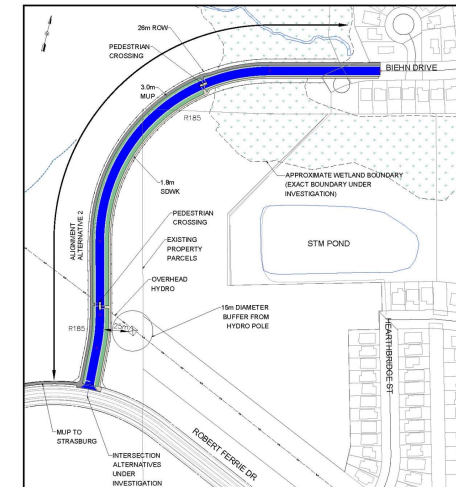 26m ROW
PEDESTRIAN
CROSSING
BIEHN DRIVE
3.0m
MUP
R185
APPROXIMATE WETLAND BOUNDARY
(EXACT BOUNDARY UNDER
INVESTIGATION)
1.8m
SDWK
PEDESTRIAN
CROSSING
ALIGNMENT
ALTERNATIVE 2
EXISTING
PROPERTY
PARCELS
STM POND
OVERHEAD
HYDRO
15m DIAMETER
BUFFER FROM
HYDRO POLE
R185
25m
HEARTHBRIDGE ST
ROBERT FERRIE DR
MUP TO
STRASBURG
INTERSECTION
ALTERNATIVES
UNDER
INVESTIGATION